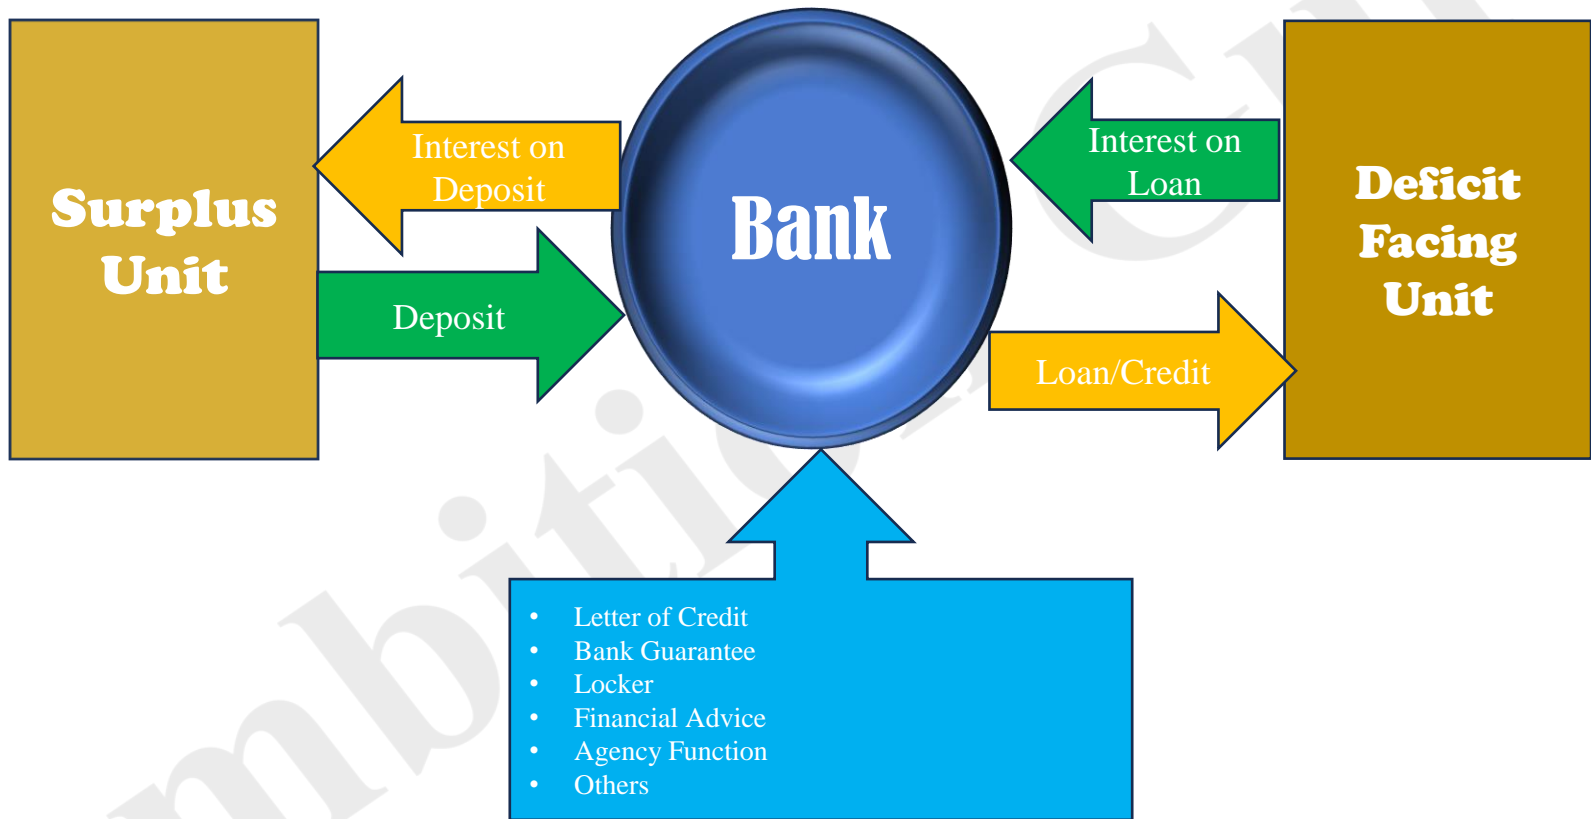 Surplus
Unit
Interest on
Deposit
Deposit
Bank
Interest on
Loan
Loan/Credit
Deficit
Facing
Unit
• Letter of Credit
• Bank Guarantee
• Locker
• Financial Advice
• Agency Function
• Others